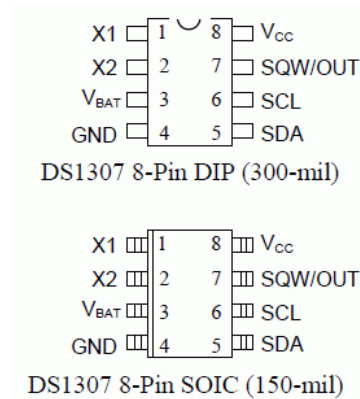 X1 1 8 VCC
X2 2 7 SQW/OUT
VBAT 3 6 SCL
GND 4 5 SDA
DS1307 8-Pin DIP (300-mil)
X1 1 8 VCC
X2 2 7 SQW/OUT
VBAT 3 6 SCL
GND 4 5 SDA
DS1307 8-Pin SOIC (150-mil)